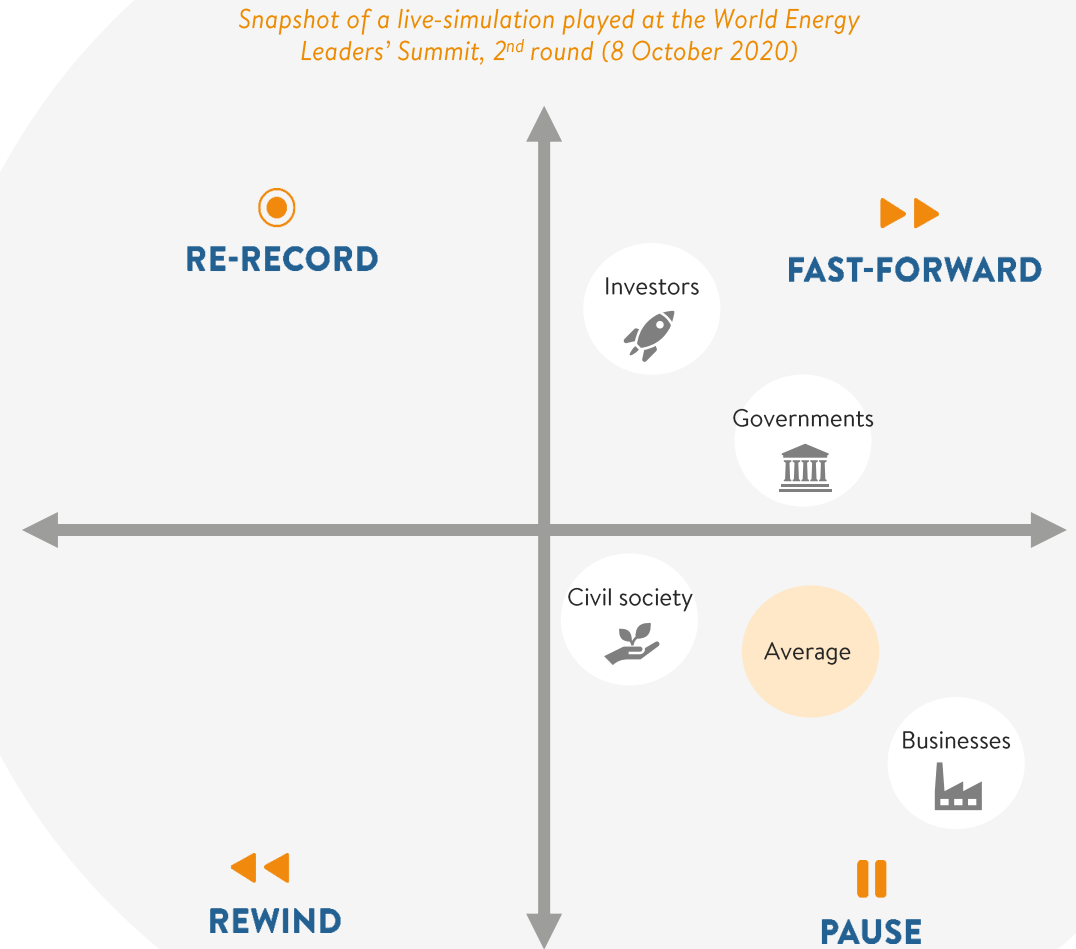 Snapshot of a live-simulation played at the World Energy
Leaders’ Summit, 2nd round (8 October 2020)
RE-RECORD
FAST-FORWARD
Investors
Governments
Civil society
Average
Businesses
REWIND
PAUSE